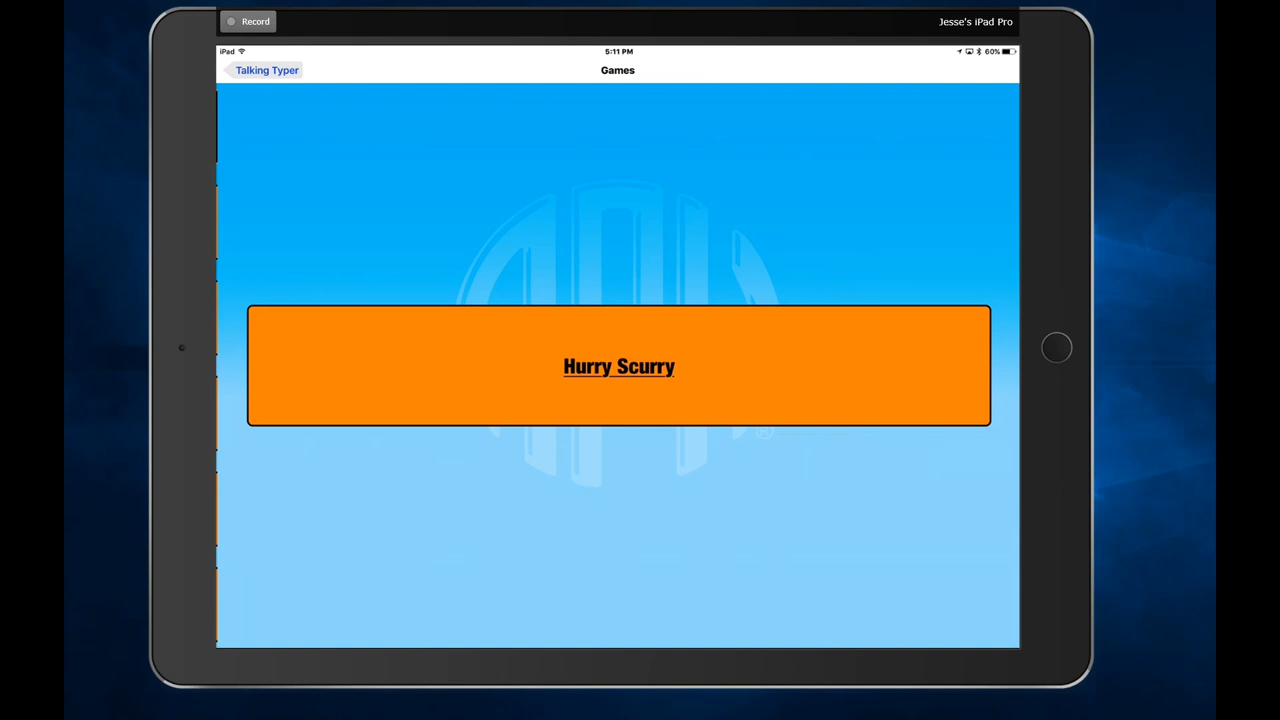 Record
Jesse's iPad Pro
iPad
5:11 PM
60%
Talking Typer
Games
Hurry Scurry
®